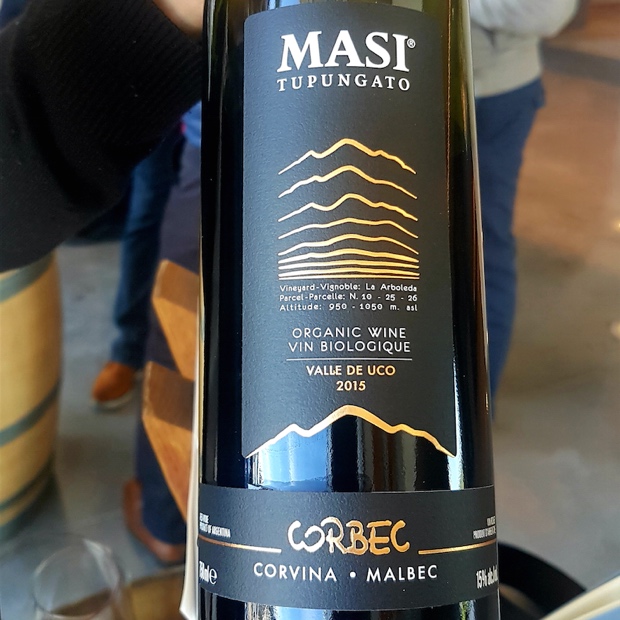 MASI®
TUPUNGATO
Vineyard-Vignoble: La Arboleda
Parcel-Parcelle: N. 10 - 25 - 26
Altitude: 950 - 1050 m. asl
ORGANIC WINE
VIN BIOLOGIQUE
VALLE DE UCO
2015
CORBEC
CORVINA • MALBEC
15%